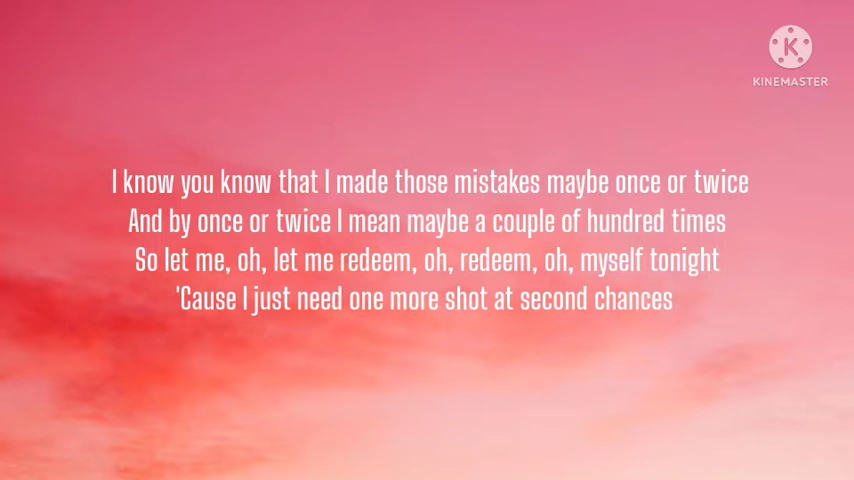 KINEMASTER
I know you know that I made those mistakes maybe once or twice
And by once or twice I mean maybe a couple of hundred times
So let me, oh, let me redeem, oh, redeem, oh, myself tonight
'Cause I just need one more shot at second chances